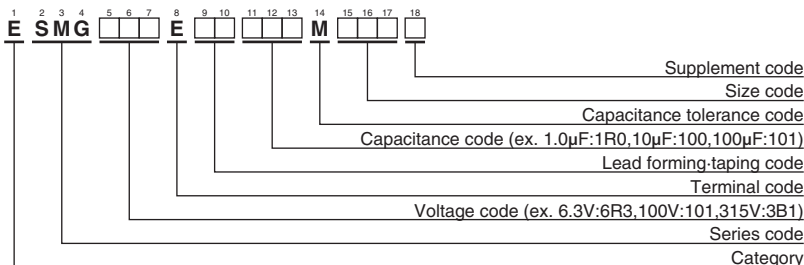 1 2 3 4 5 6 7 8 9 10 11 12 13 14 15 16 17 18
E SMG □□□ E □□ □□□ M □□□ □
Supplement code
Size code
Capacitance tolerance code
Capacitance code (ex. 1.0µF:1R0,10µF:100,100µF:101)
Lead forming·taping code
Terminal code
Voltage code (ex. 6.3V:6R3,100V:101,315V:3B1)
Series code
Category